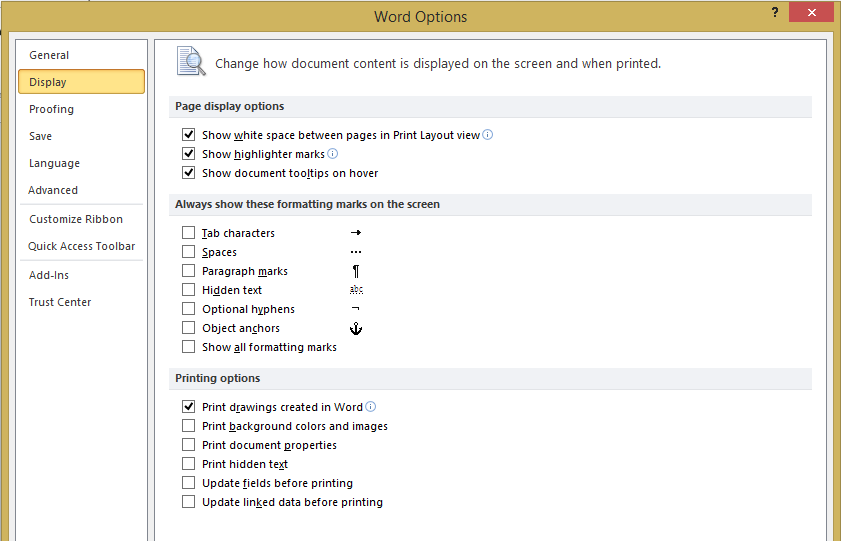 Word Options
?
General
Display
Proofing
Save
Language
Advanced
Customize Ribbon
Quick Access Toolbar
Add-Ins
Trust Center
Change how document content is displayed on the screen and when printed.
Page display options
Show white space between pages in Print Layout view
Show highlighter marks
Show document tooltips on hover
Always show these formatting marks on the screen
Tab characters →
Spaces ···
Paragraph marks ¶
Hidden text abc
Optional hyphens ¬
Object anchors
Show all formatting marks
Printing options
Print drawings created in Word
Print background colors and images
Print document properties
Print hidden text
Update fields before printing
Update linked data before printing